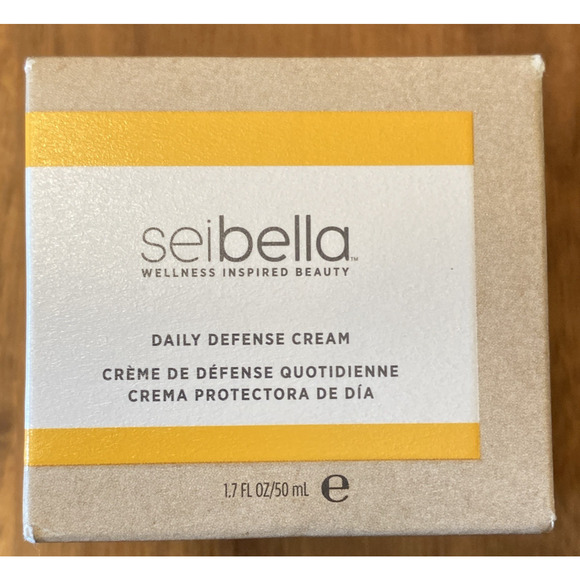 seibella™
WELLNESS INSPIRED BEAUTY
DAILY DEFENSE CREAM
CRÈME DE DÉFENSE QUOTIDIENNE
CREMA PROTECTORA DE DÍA
1.7 FL OZ/50 mL ℮